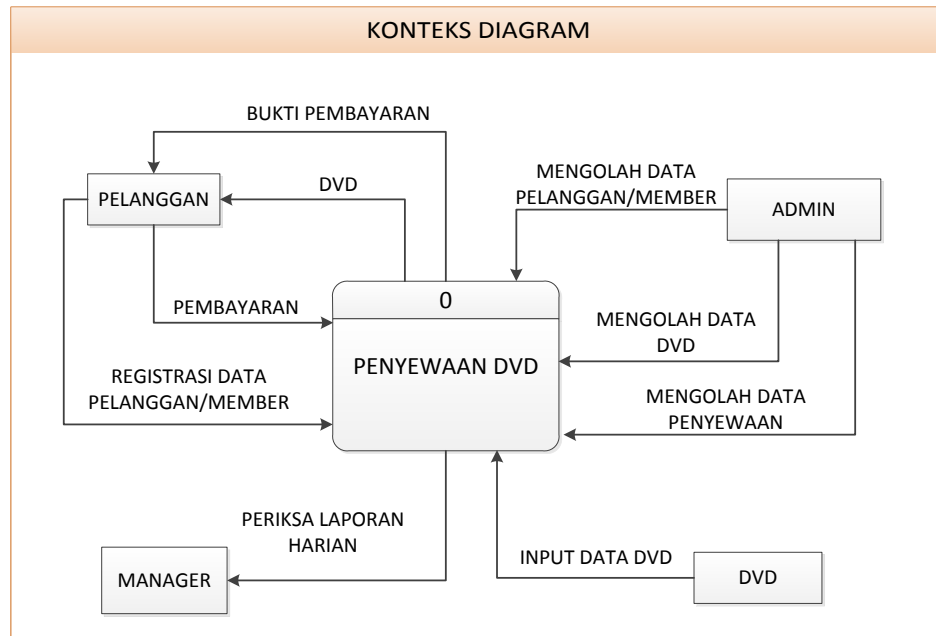 KONTEKS DIAGRAM
BUKTI PEMBAYARAN
PELANGGAN
DVD
MENGOLAH DATA
PELANGGAN/MEMBER
ADMIN
0
PENYEWAAN DVD
PEMBAYARAN
MENGOLAH DATA
DVD
REGISTRASI DATA
PELANGGAN/MEMBER
MENGOLAH DATA
PENYEWAAN
PERIKSA LAPORAN
HARIAN
MANAGER
INPUT DATA DVD
DVD